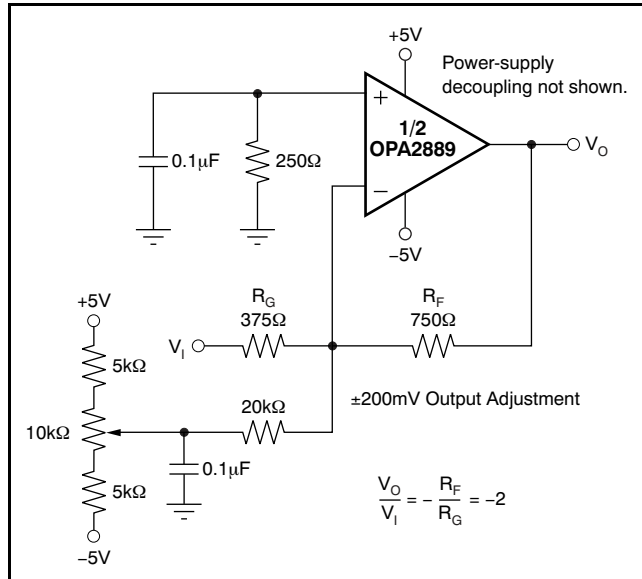 +5V
Power-supply
decoupling not shown.
+
1/2
OPA2889
−
V_O
0.1μF
250Ω
−5V
R_G
375Ω
R_F
750Ω
V_I
+5V
5kΩ
20kΩ
±200mV Output Adjustment
10kΩ
0.1μF
5kΩ
−5V
V_O/V_I = − R_F/R_G = −2